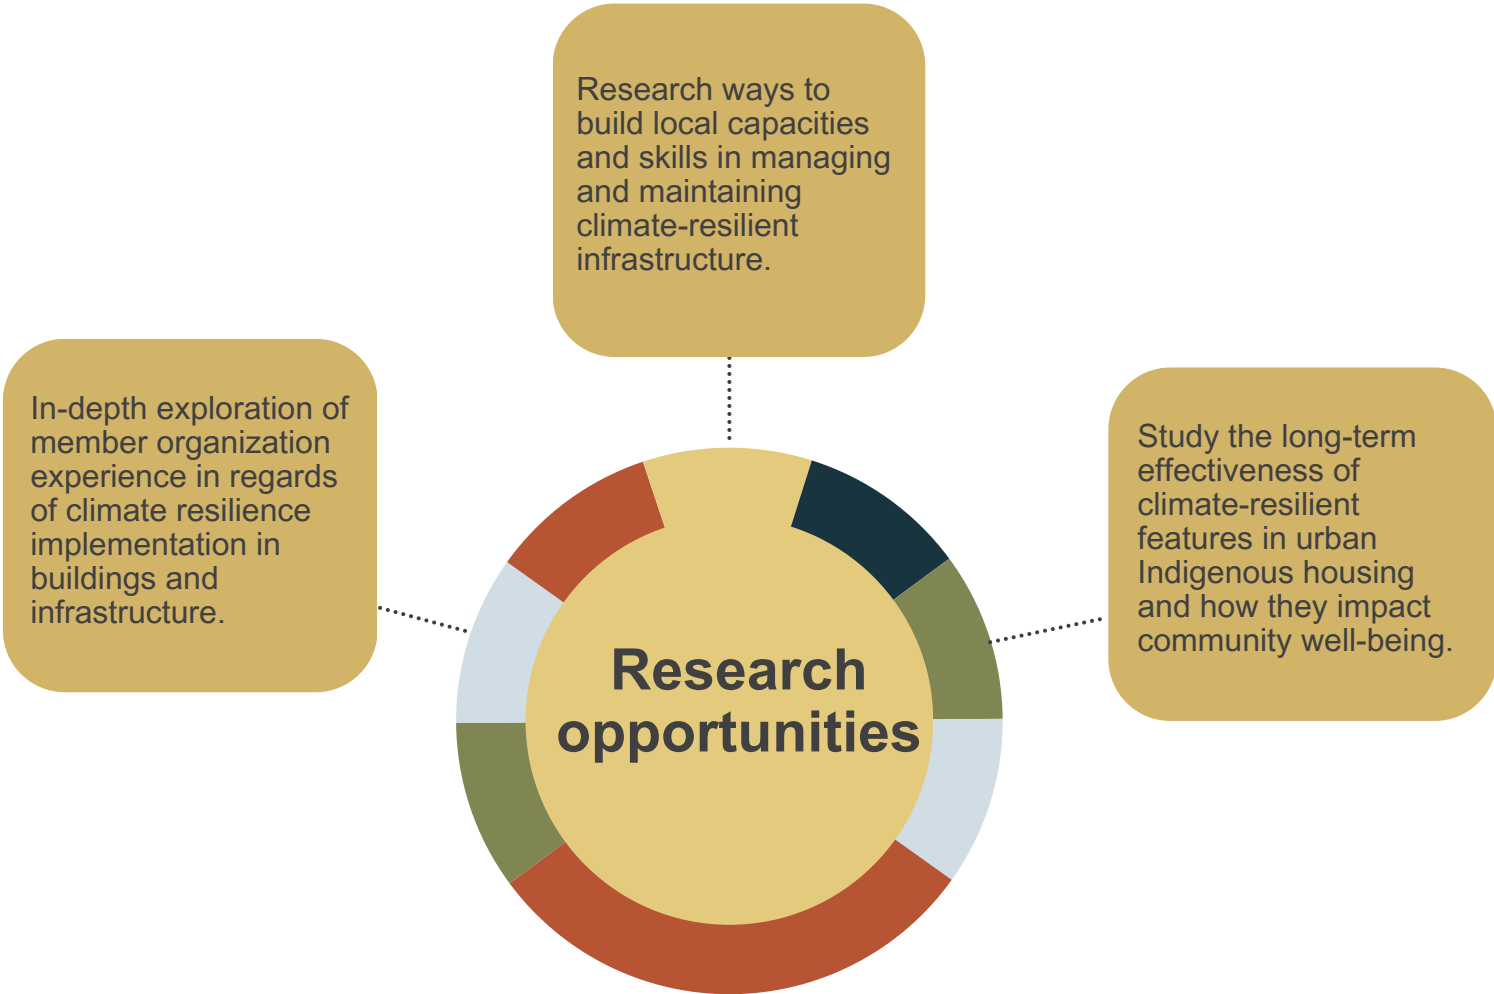 Research ways to
build local capacities
and skills in managing
and maintaining
climate-resilient
infrastructure.
In-depth exploration of
member organization
experience in regards
of climate resilience
implementation in
buildings and
infrastructure.
Study the long-term
effectiveness of
climate-resilient
features in urban
Indigenous housing
and how they impact
community well-being.
Research
opportunities